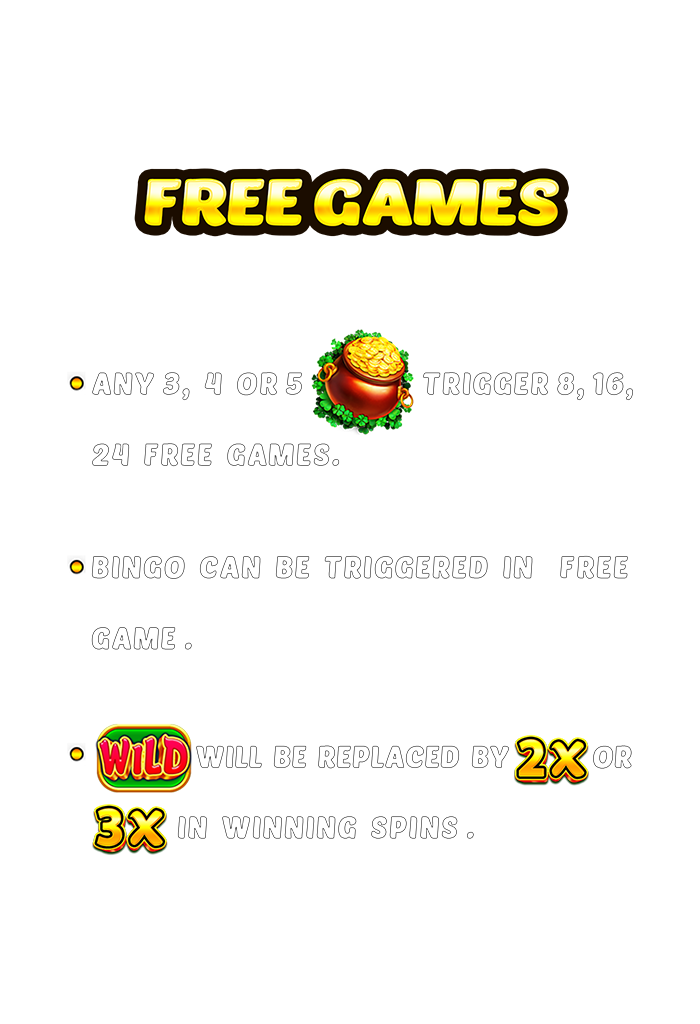 FREE GAMES
ANY 3, 4 OR 5 TRIGGER 8, 16,
24 FREE GAMES.
BINGO CAN BE TRIGGERED IN FREE
GAME .
WILD WILL BE REPLACED BY 2X OR
3X IN WINNING SPINS .